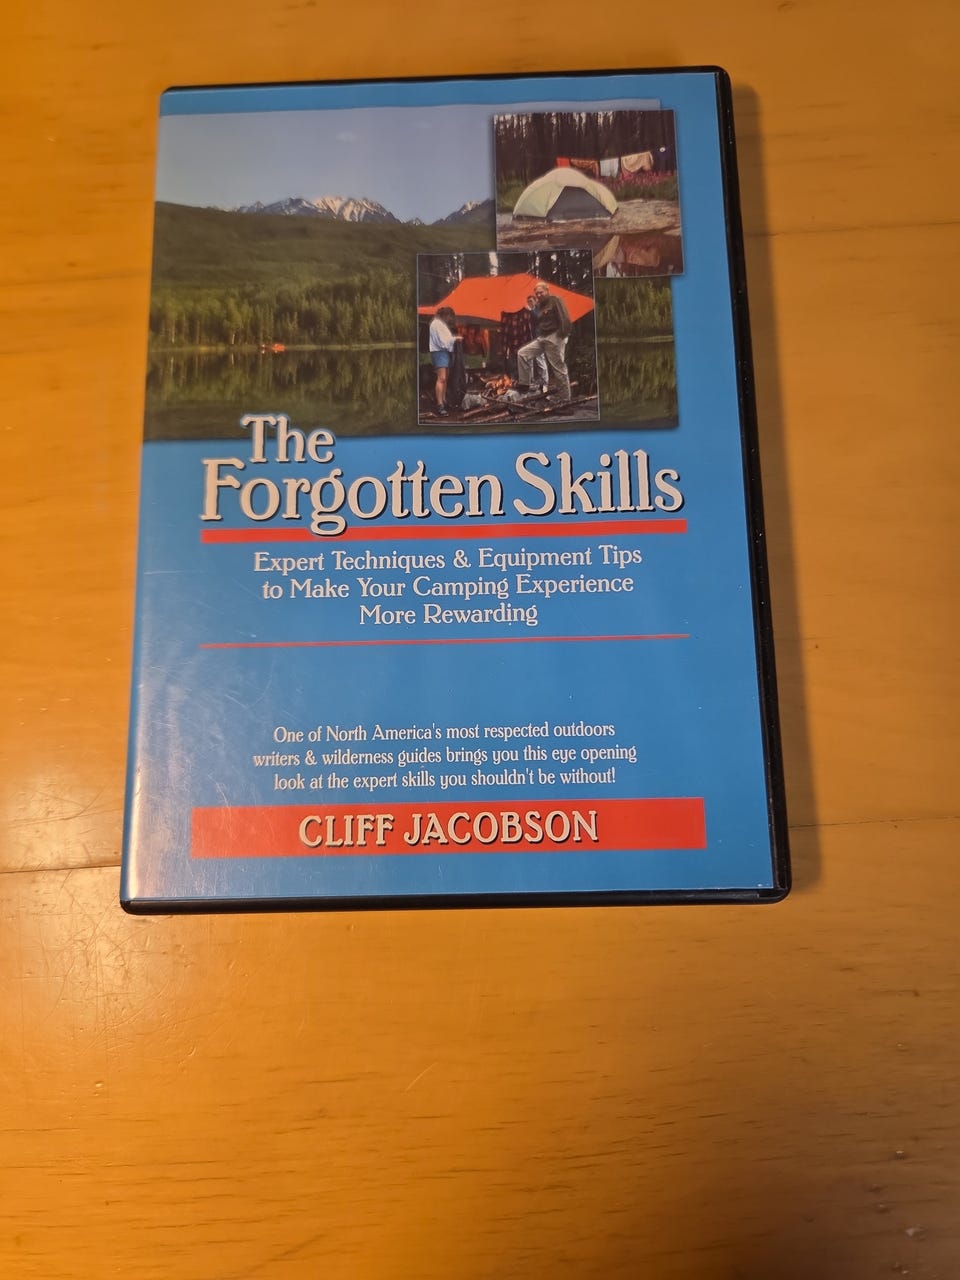 The
Forgotten Skills
Expert Techniques & Equipment Tips
to Make Your Camping Experience
More Rewarding
One of North America's most respected outdoors
writers & wilderness guides brings you this eye opening
look at the expert skills you shouldn't be without!
CLIFF JACOBSON